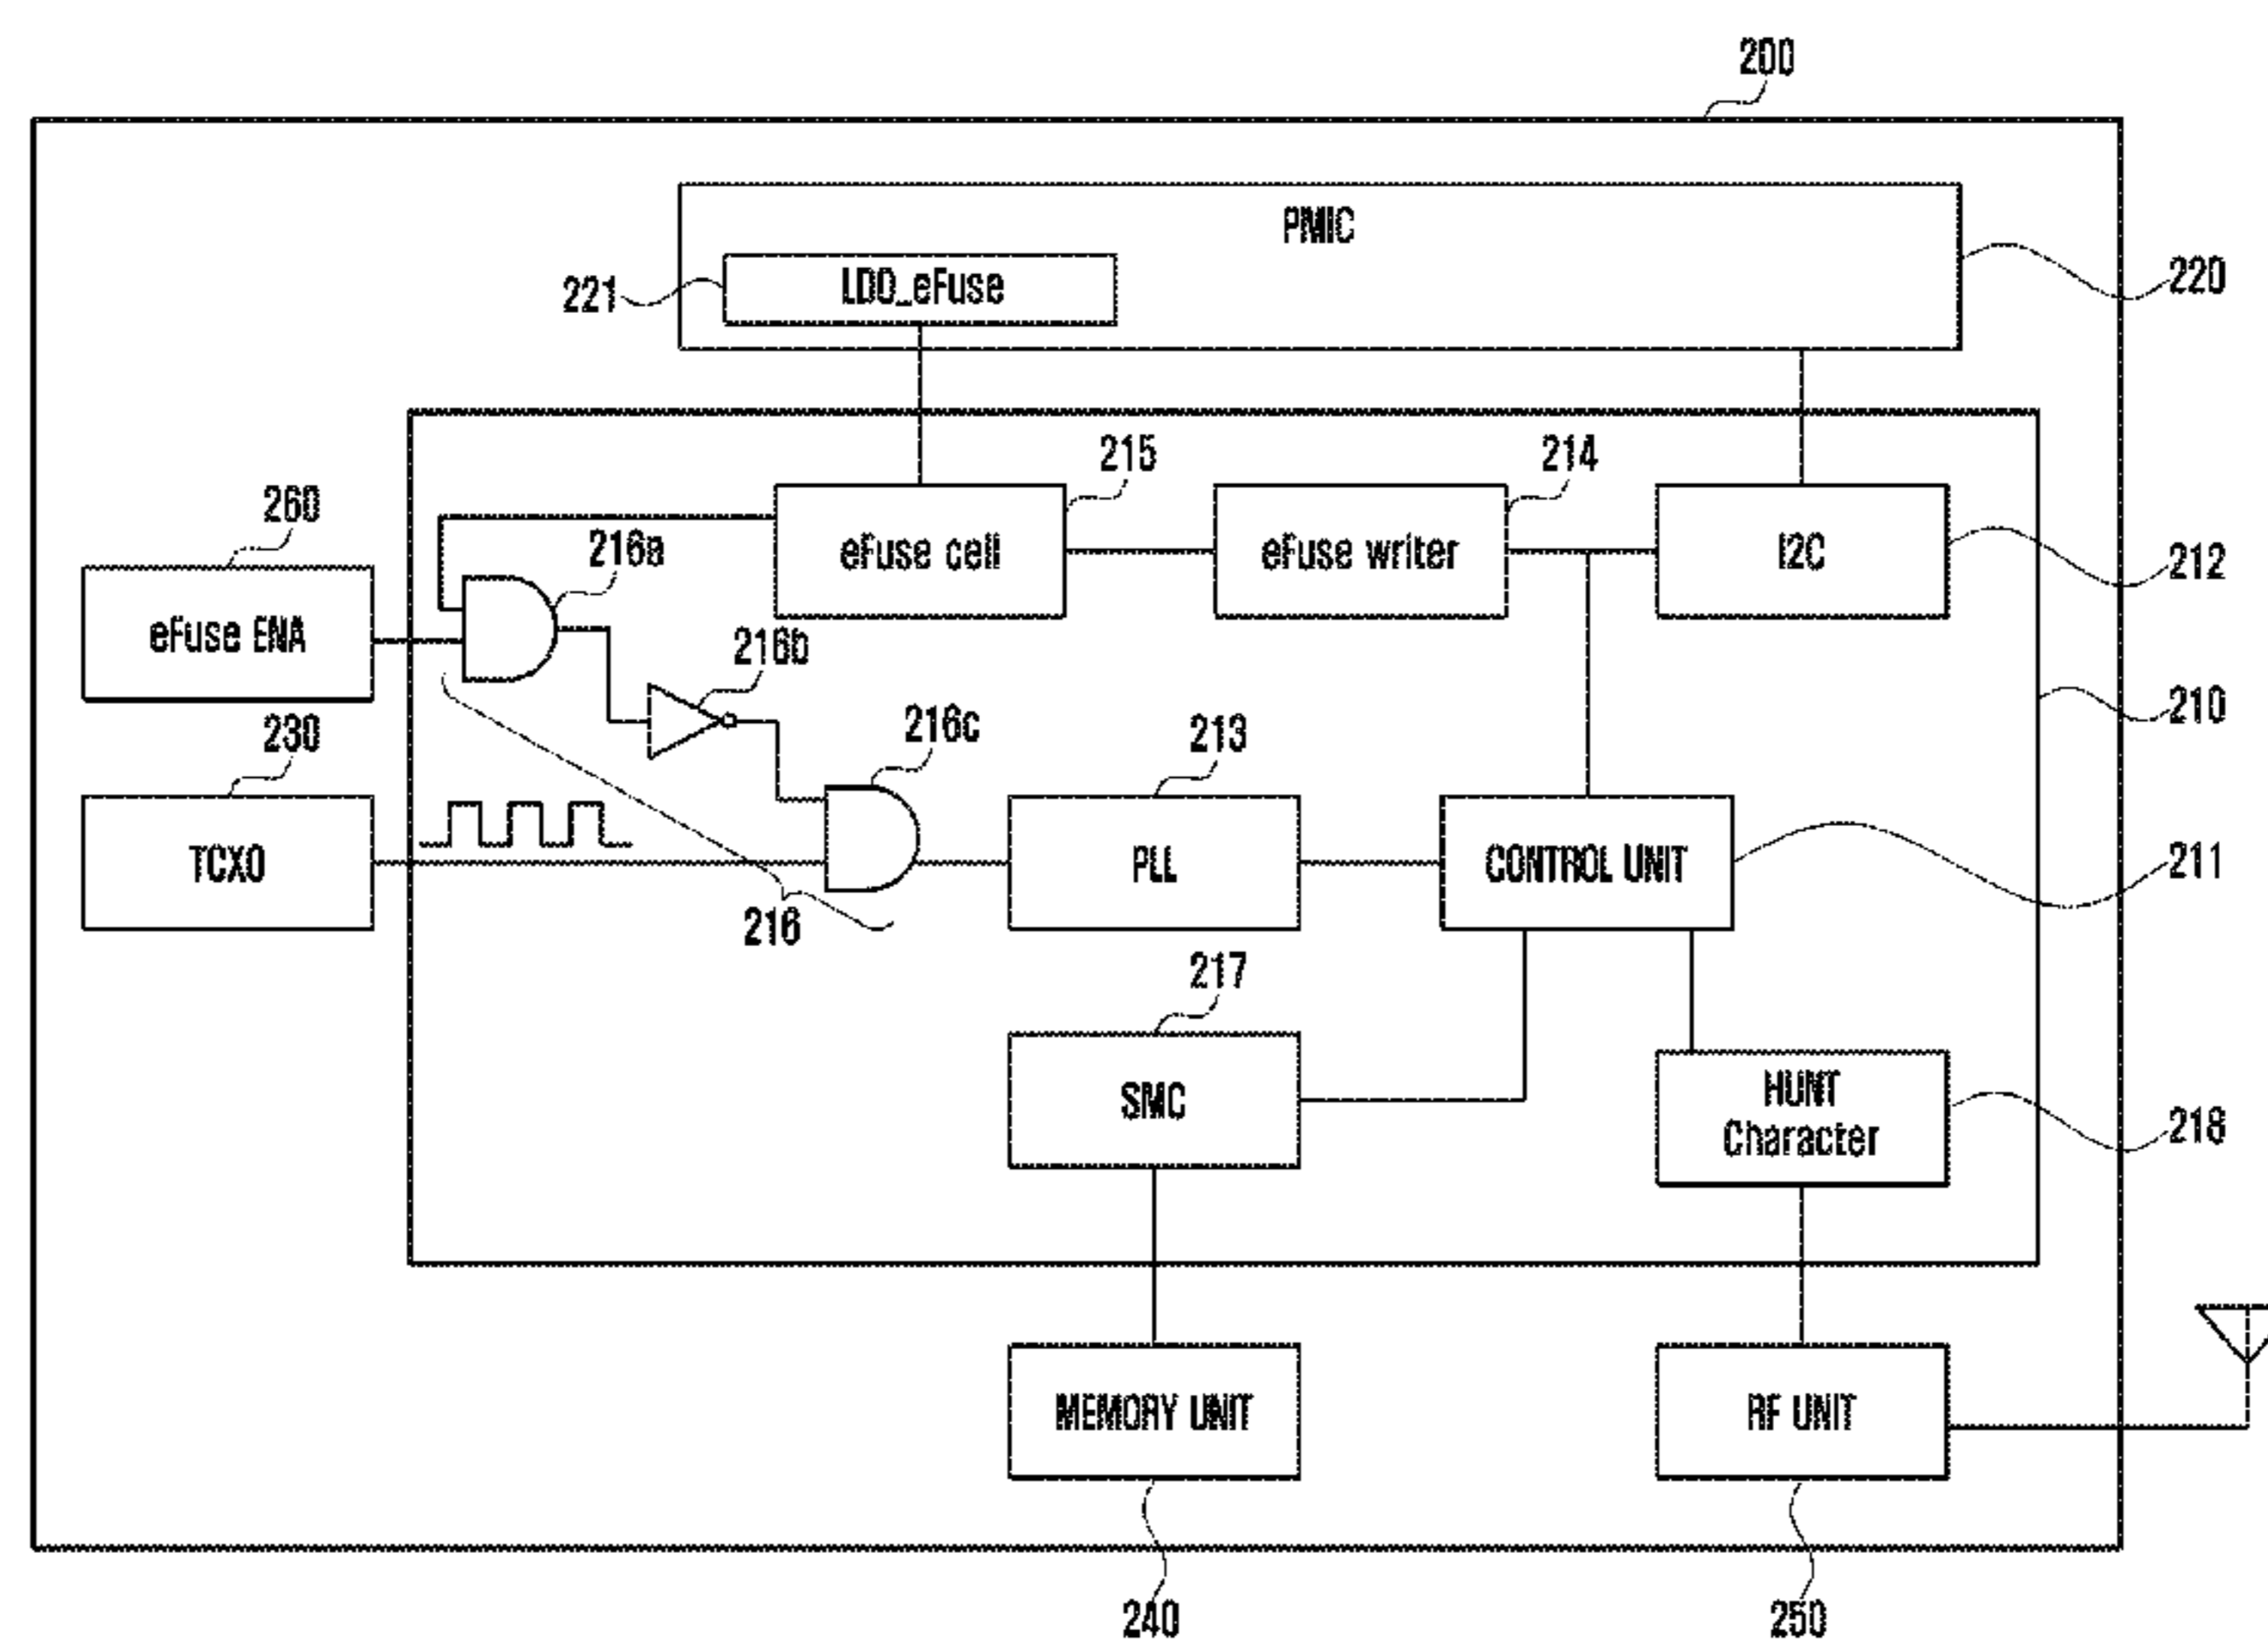 200
PMIC
LDO_eFuse
221
220
215
214
260
216a
eFuse cell
eFuse writer
I2C
212
eFuse ENA
216b
210
230
216c
213
TCXO
PLL
CONTROL UNIT
211
216
217
SMC
HUNT
Character
218
MEMORY UNIT
RF UNIT
240
250